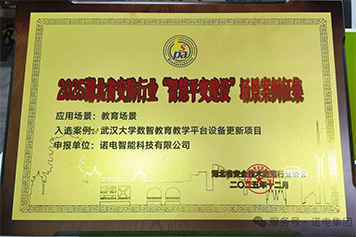 spa
2025湖北省安防行业“智慧平安建设”场景案例征集
应用场景：教育场景
入选案例：武汉大学数智教育教学平台设备更新项目
申报单位：诺电智能科技有限公司
湖北省安全技术防范行业协会
二〇二五年十二月
服务号·诺电集团